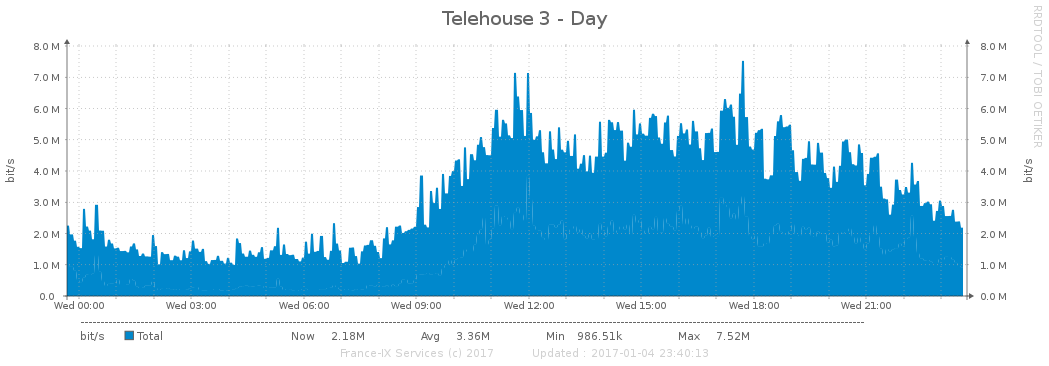 Telehouse 3 - Day
RRDTOOL / TOBI OETIKER
bit/s
8.0 M 8.0 M
7.0 M 7.0 M
6.0 M 6.0 M
5.0 M 5.0 M
4.0 M 4.0 M
3.0 M 3.0 M
2.0 M 2.0 M
1.0 M 1.0 M
0.0 0.0 M
bit/s
Wed 00:00 Wed 03:00 Wed 06:00 Wed 09:00 Wed 12:00 Wed 15:00 Wed 18:00 Wed 21:00
bit/s Total Now 2.18M Avg 3.36M Min 986.51k Max 7.52M
France-IX Services (c) 2017 Updated : 2017-01-04 23:40:13